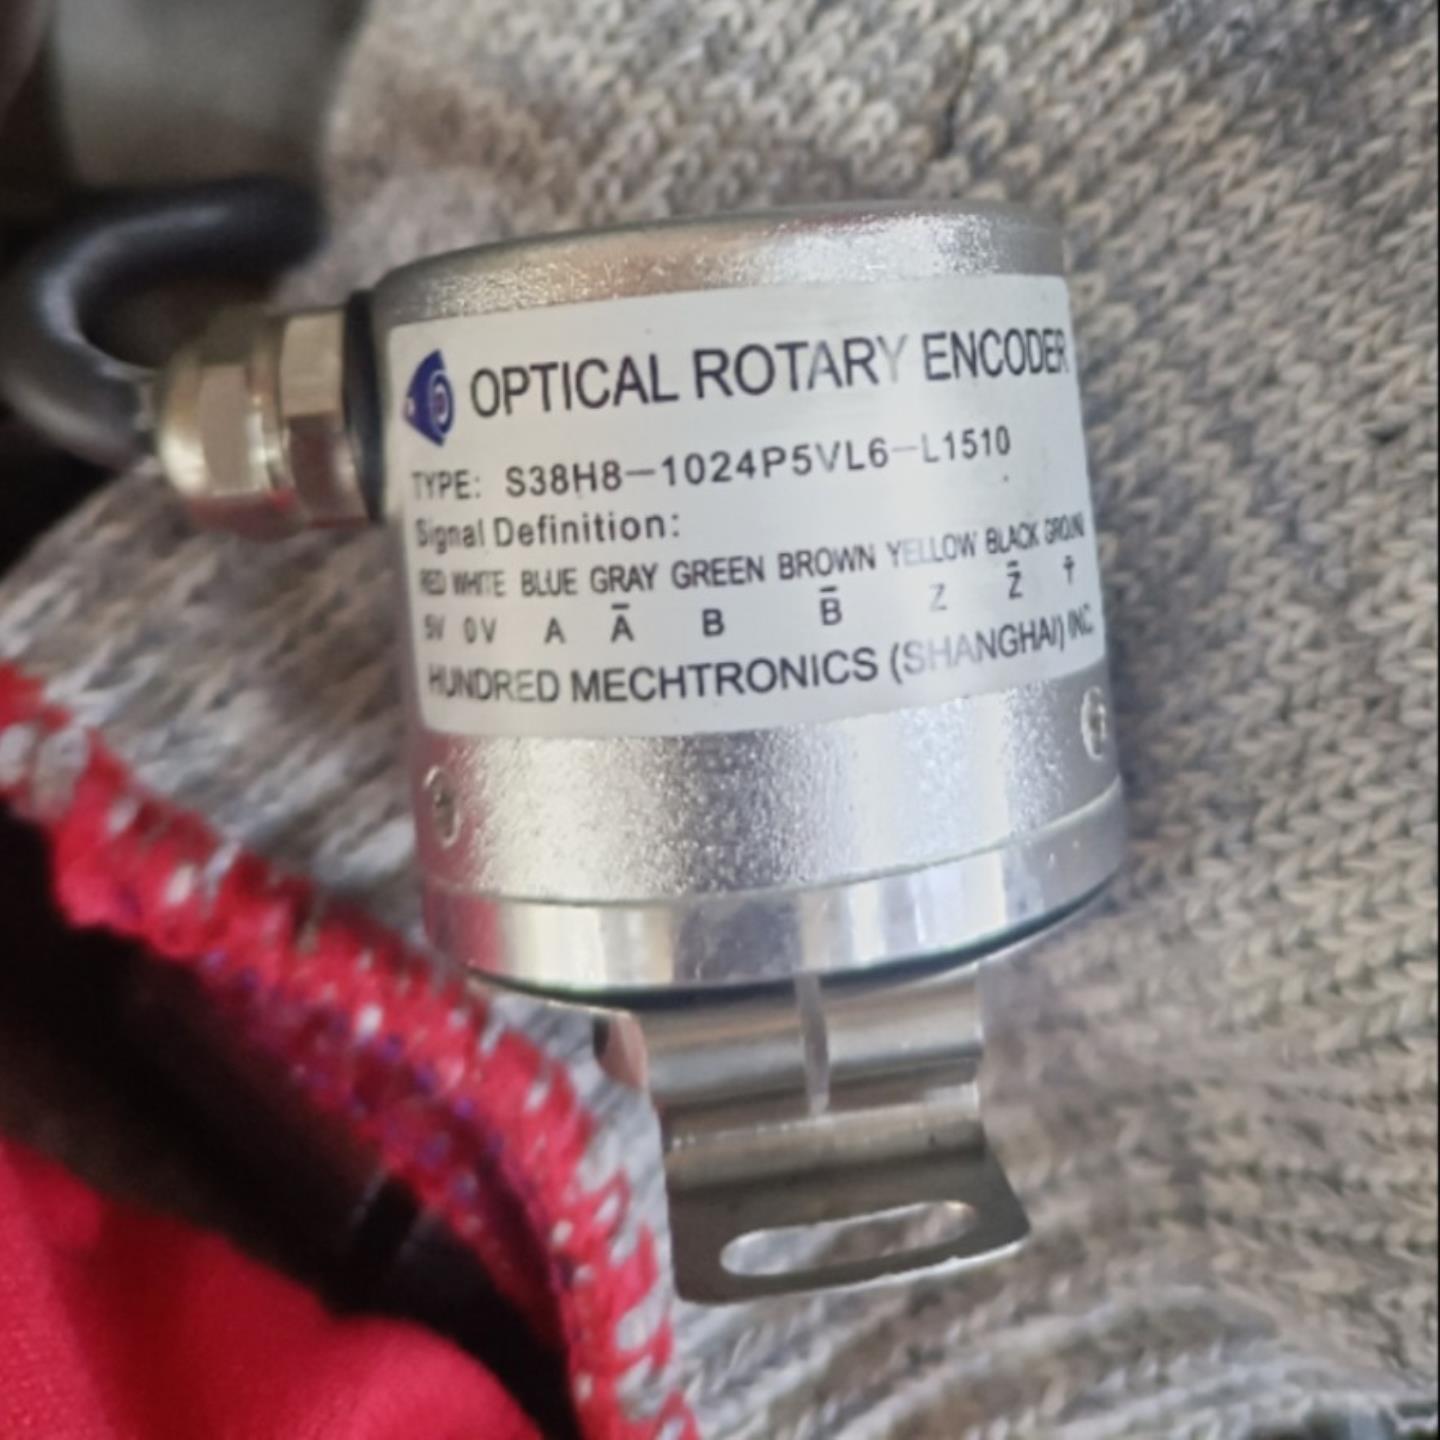 OPTICAL ROTARY ENCODER
TYPE: S38H8-1024P5VL6-L1510
Signal Definition:
RED WHITE BLUE GRAY GREEN BROWN YELLOW BLACK GROUND
5V 0V A A̅ B B̅ Z Z̅ ⏚
HUNDRED MECHTRONICS (SHANGHAI) INC.